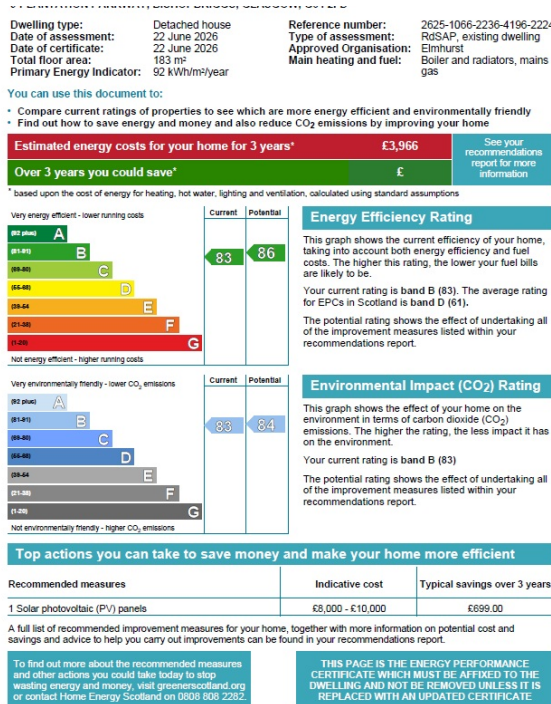 Dwelling type: Detached house
Date of assessment: 22 June 2026
Date of certificate: 22 June 2026
Total floor area: 183 m²
Primary Energy Indicator: 92 kWh/m²/year
Reference number: 2625-1066-2236-4196-2224
Type of assessment: RdSAP, existing dwelling
Approved Organisation: Elmhurst
Main heating and fuel: Boiler and radiators, mains
gas
You can use this document to:
• Compare current ratings of properties to see which are more energy efficient and environmentally friendly
• Find out how to save energy and money and also reduce CO₂ emissions by improving your home
Estimated energy costs for your home for 3 years* £3,966
Over 3 years you could save* £
See your
recommendations
report for more
information
* based upon the cost of energy for heating, hot water, lighting and ventilation, calculated using standard assumptions
Very energy efficient - lower running costs
Current Potential
(92 plus) A
(81-91) B
(69-80) C
(55-68) D
(39-54 E
(21-38) F
(1-20) G
83 86
Not energy efficient - higher running costs
Energy Efficiency Rating
This graph shows the current efficiency of your home,
taking into account both energy efficiency and fuel
costs. The higher this rating, the lower your fuel bills
are likely to be.
Your current rating is band B (83). The average rating
for EPCs in Scotland is band D (61).
The potential rating shows the effect of undertaking all
of the improvement measures listed within your
recommendations report.
Very environmentally friendly - lower CO₂ emissions
Current Potential
(92 plus) A
(81-91) B
(69-80) C
(55-68) D
(39-54 E
(21-38) F
(1-20) G
83 84
Not environmentally friendly - higher CO₂ emissions
Environmental Impact (CO₂) Rating
This graph shows the effect of your home on the
environment in terms of carbon dioxide (CO₂)
emissions. The higher the rating, the less impact it has
on the environment.
Your current rating is band B (83)
The potential rating shows the effect of undertaking all
of the improvement measures listed within your
recommendations report.
Top actions you can take to save money and make your home more efficient
Recommended measures Indicative cost Typical savings over 3 years
1 Solar photovoltaic (PV) panels £8,000 - £10,000 £699.00
A full list of recommended improvement measures for your home, together with more information on potential cost and
savings and advice to help you carry out improvements can be found in your recommendations report.
To find out more about the recommended measures
and other actions you could take today to stop
wasting energy and money, visit greenerscotland.org
or contact Home Energy Scotland on 0808 808 2282.
THIS PAGE IS THE ENERGY PERFORMANCE
CERTIFICATE WHICH MUST BE AFFIXED TO THE
DWELLING AND NOT BE REMOVED UNLESS IT IS
REPLACED WITH AN UPDATED CERTIFICATE